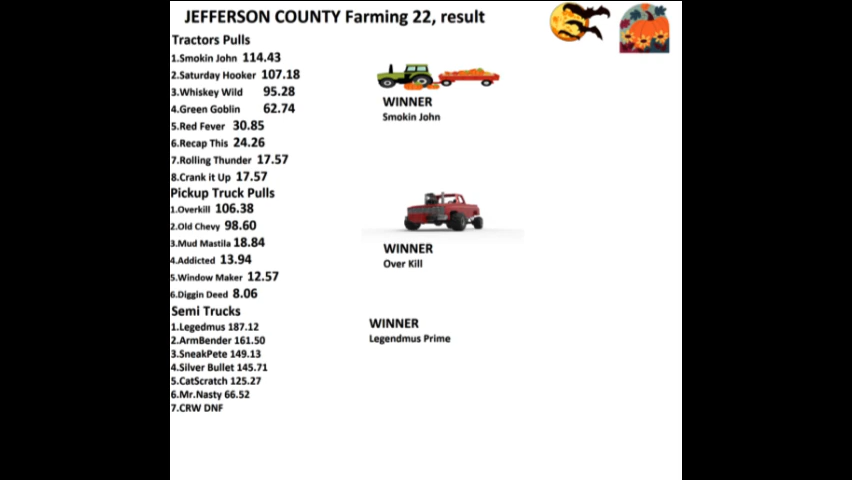 JEFFERSON COUNTY Farming 22, result
Tractors Pulls
1.Smokin John 114.43
2.Saturday Hooker 107.18
3.Whiskey Wild 95.28
4.Green Goblin 62.74
5.Red Fever 30.85
6.Recap This 24.26
7.Rolling Thunder 17.57
8.Crank it Up 17.57
WINNER
Smokin John
Pickup Truck Pulls
1.Overkill 106.38
2.Old Chevy 98.60
3.Mud Mastila 18.84
4.Addicted 13.94
5.Window Maker 12.57
6.Diggin Deed 8.06
WINNER
Over Kill
Semi Trucks
1.Legedmus 187.12
2.ArmBender 161.50
3.SneakPete 149.13
4.Silver Bullet 145.71
5.CatScratch 125.27
6.Mr.Nasty 66.52
7.CRW DNF
WINNER
Legendmus Prime